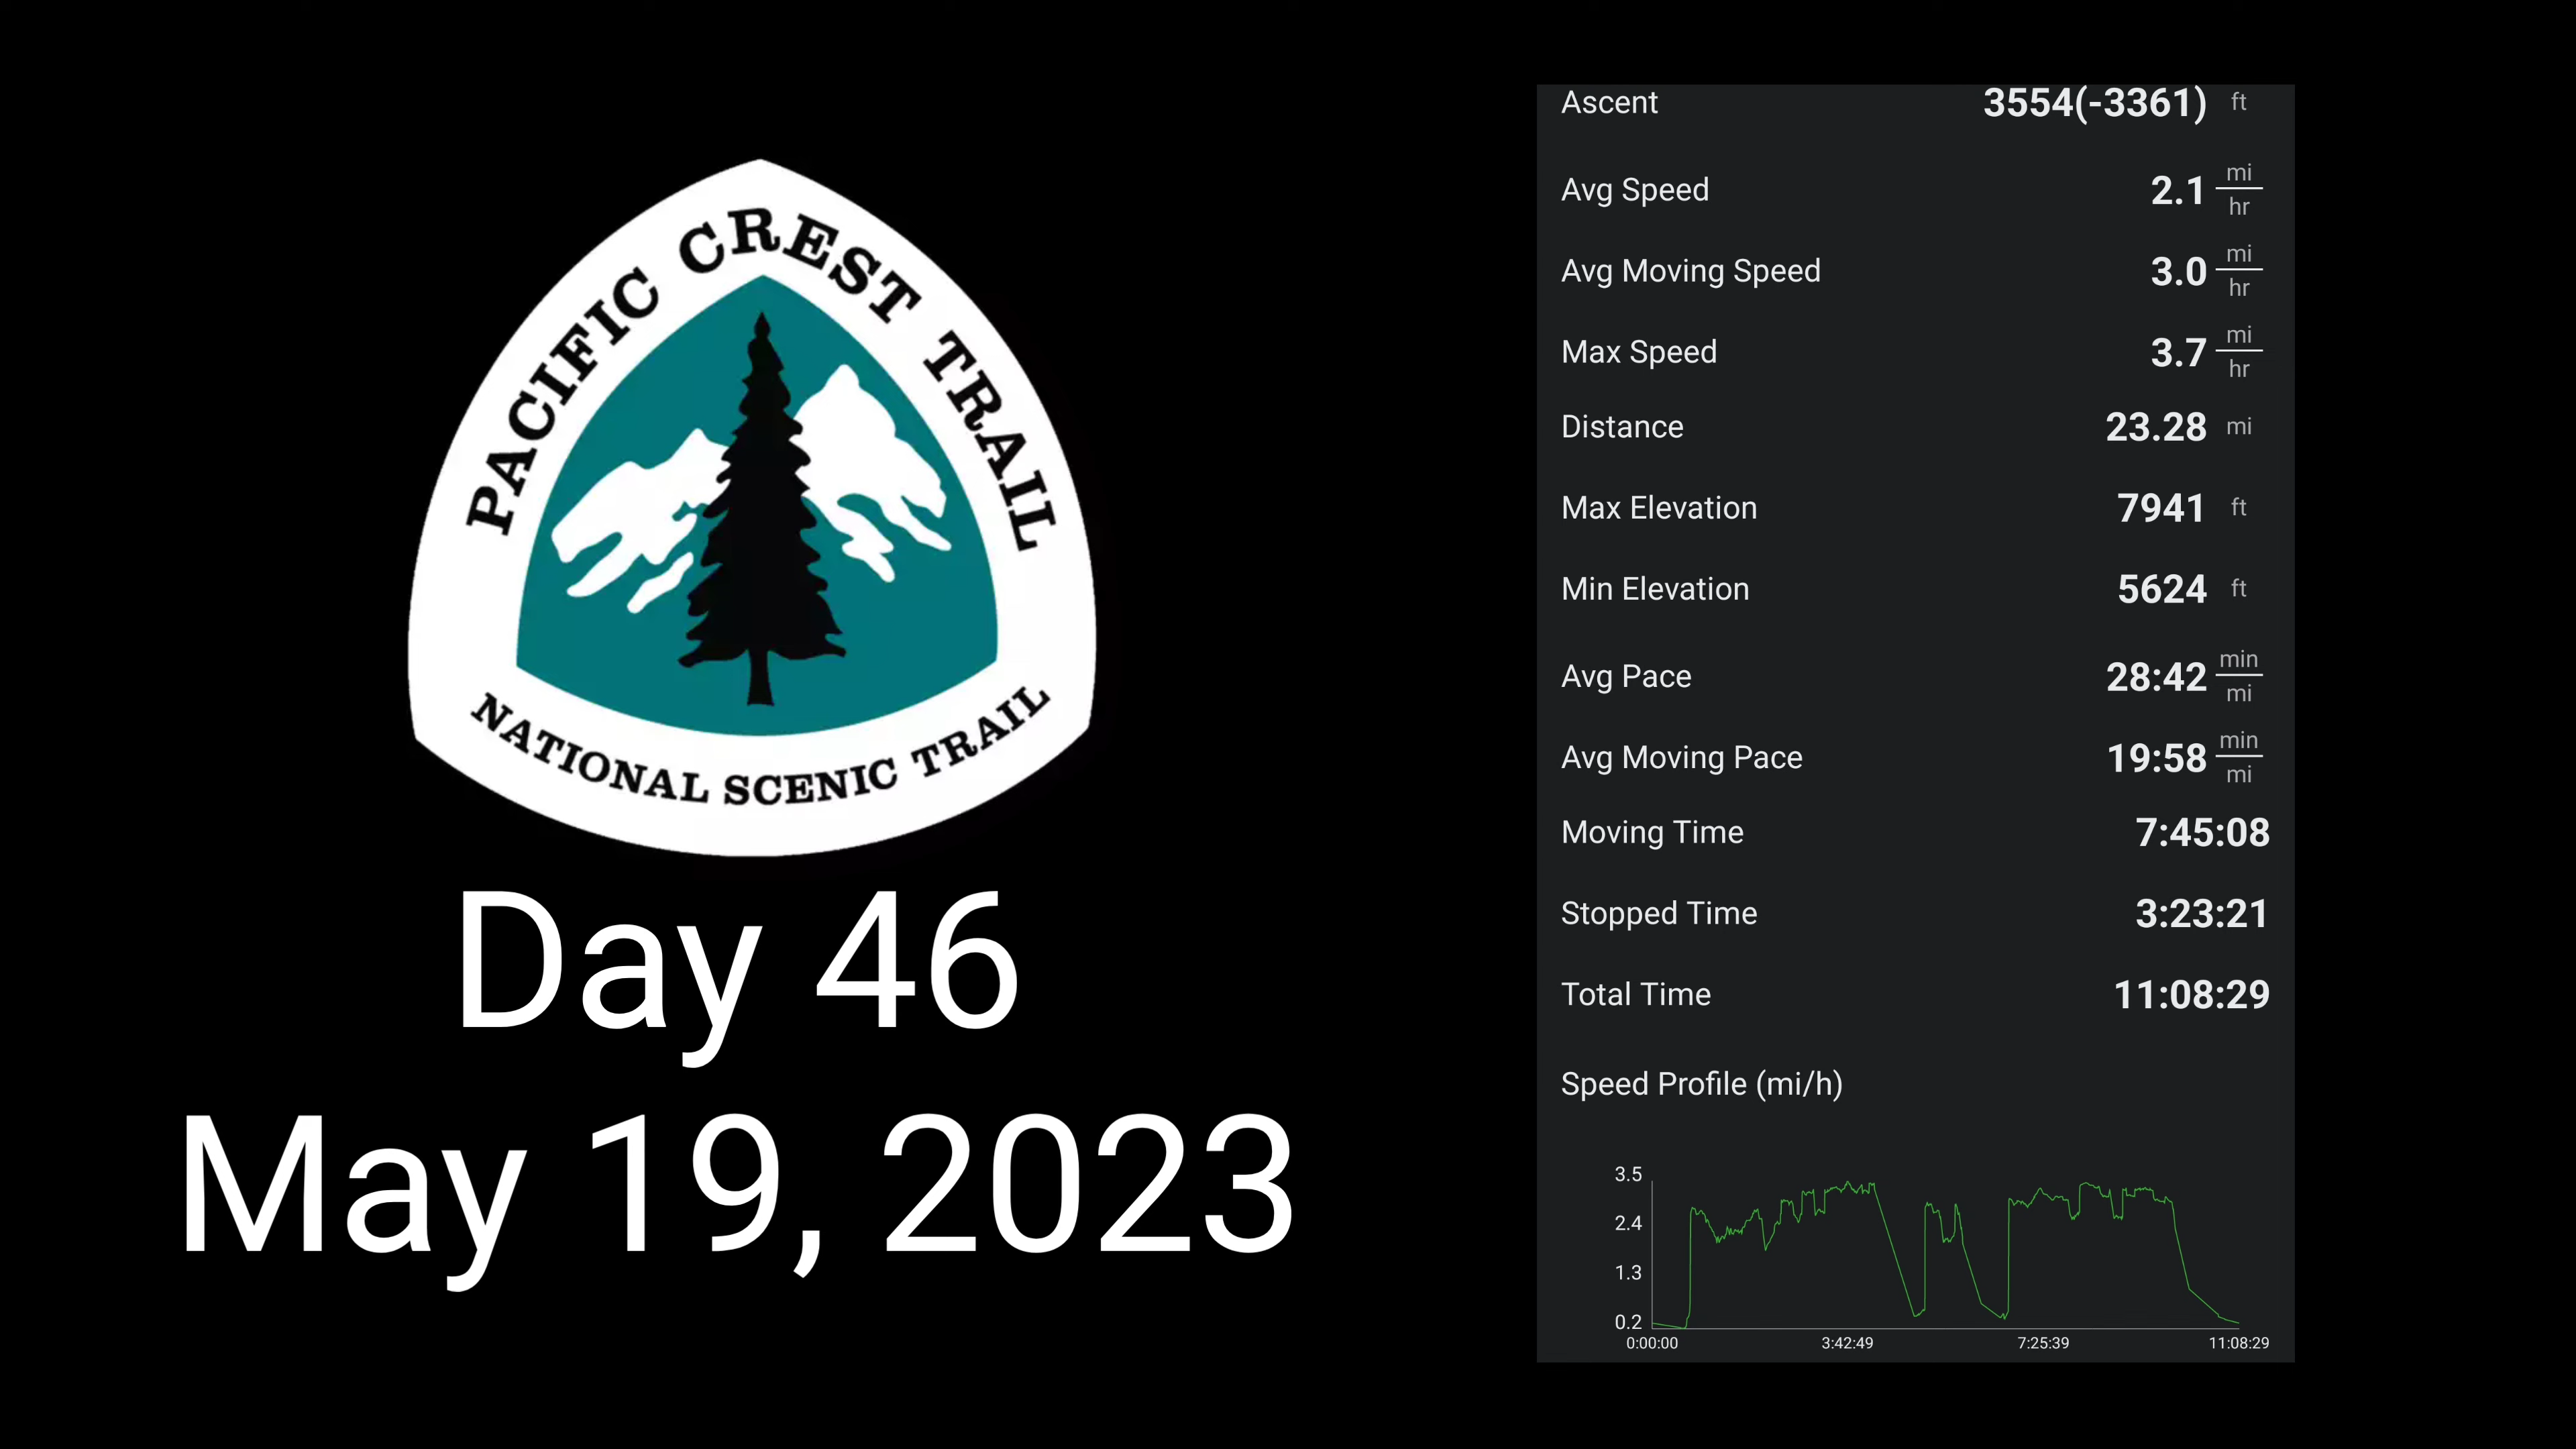 PACIFIC CREST TRAIL
NATIONAL SCENIC TRAIL
Day 46
May 19, 2023
Ascent 3554(-3361) ft
Avg Speed 2.1 mi/hr
Avg Moving Speed 3.0 mi/hr
Max Speed 3.7 mi/hr
Distance 23.28 mi
Max Elevation 7941 ft
Min Elevation 5624 ft
Avg Pace 28:42 min/mi
Avg Moving Pace 19:58 min/mi
Moving Time 7:45:08
Stopped Time 3:23:21
Total Time 11:08:29
Speed Profile (mi/h)
3.5
2.4
1.3
0.2
0:00:00 3:42:49 7:25:39 11:08:29